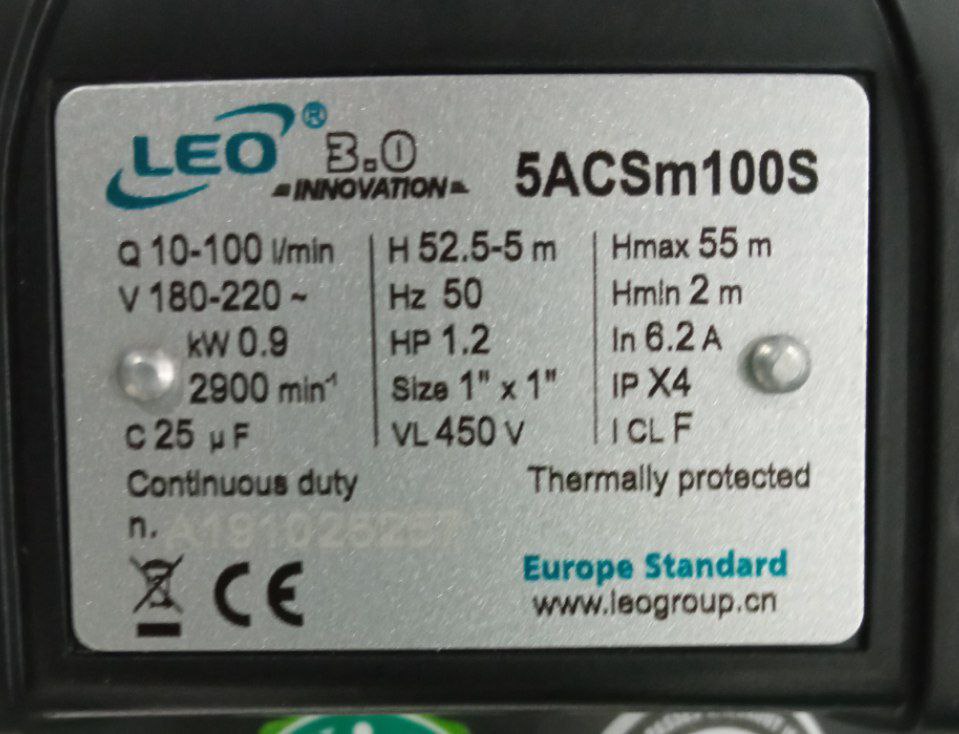 LEO® 3.0 INNOVATION 5ACSm100S
Q 10-100 l/min H 52.5-5 m Hmax 55 m
V 180-220 ~ Hz 50 Hmin 2 m
kW 0.9 HP 1.2 In 6.2 A
2900 min⁻¹ Size 1" x 1" IP X4
C 25 µF VL 450 V I CL F
Continuous duty Thermally protected
n. A191025257
Europe Standard
CE www.leogroup.cn